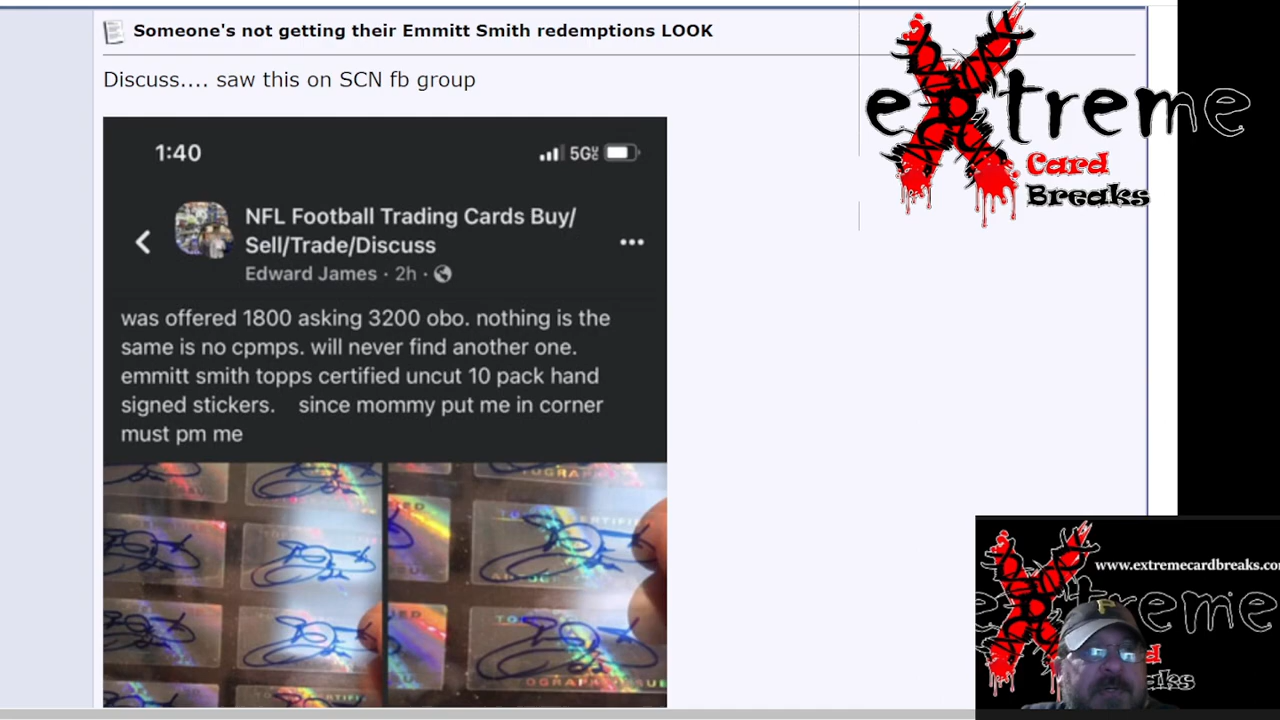 Someone's not getting their Emmitt Smith redemptions LOOK
Discuss.... saw this on SCN fb group
eXtreme
Card
Breaks
1:40
5G
NFL Football Trading Cards Buy/
Sell/Trade/Discuss
Edward James · 2h ·
was offered 1800 asking 3200 obo. nothing is the
same is no cpmps. will never find another one.
emmitt smith topps certified uncut 10 pack hand
signed stickers. since mommy put me in corner
must pm me
www.extremecardbreaks.co
eXtreme